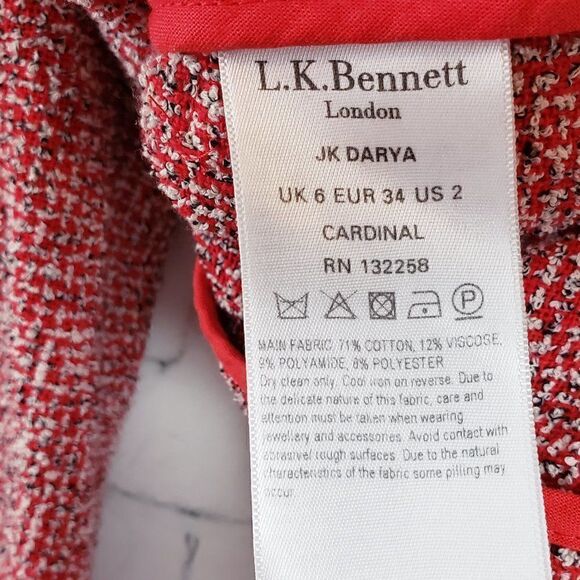 L.K.Bennett
London
JK DARYA
UK 6 EUR 34 US 2
CARDINAL
RN 132258
P
MAIN FABRIC 71% COTTON, 12% VISCOSE,
9% POLYAMIDE, 8% POLYESTER
Dry clean only. Cool iron on reverse. Due to
the delicate nature of this fabric, care and
attention must be taken when wearing
jewellery and accessories. Avoid contact with
abrasive/ rough surfaces. Due to the natural
characteristics of the fabric some pilling may
occur